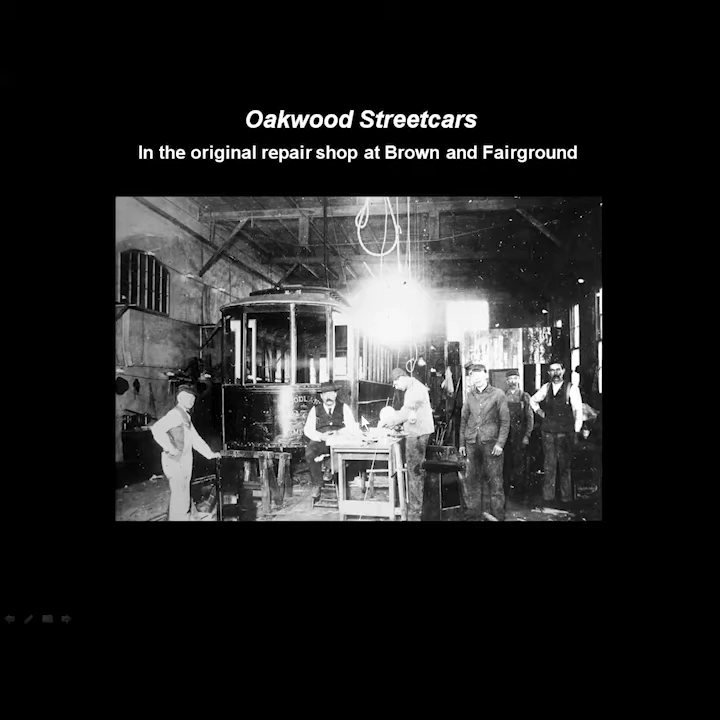 Oakwood Streetcars
In the original repair shop at Brown and Fairground